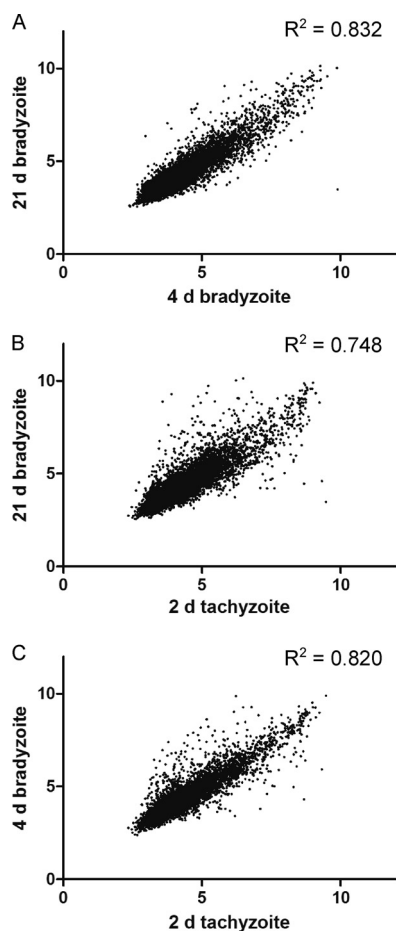 A
R² = 0.832
10
5
0
0 5 10
21 d bradyzoite
4 d bradyzoite
B
R² = 0.748
10
5
0
0 5 10
21 d bradyzoite
2 d tachyzoite
C
R² = 0.820
10
5
0
0 5 10
4 d bradyzoite
2 d tachyzoite